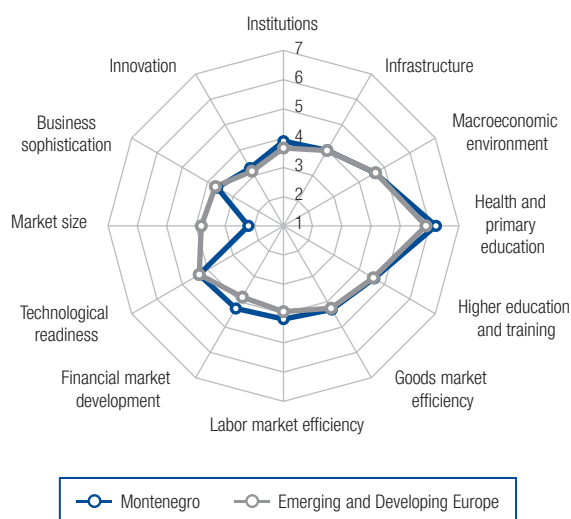 Institutions
7
6
5
4
3
2
1
Innovation
Infrastructure
Business
sophistication
Macroeconomic
environment
Market size
Health and
primary
education
Technological
readiness
Higher education
and training
Financial market
development
Goods market
efficiency
Labor market efficiency
Montenegro
Emerging and Developing Europe